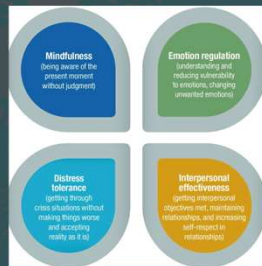 Mindfulness
(being aware of the
present moment
without judgment)
Emotion regulation
(understanding and
reducing vulnerability
to emotions, changing
unwanted emotions)
Distress
tolerance
(getting through
crisis situations without
making things worse
and accepting
reality as it is)
Interpersonal
effectiveness
(getting interpersonal
objectives met, maintaining
relationships, and increasing
self-respect in
relationships)